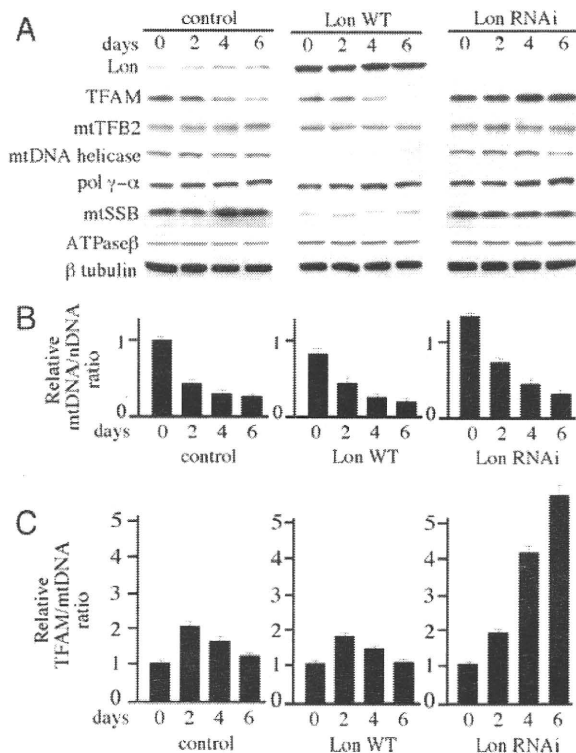 A
control Lon WT Lon RNAi
days 0 2 4 6 0 2 4 6 0 2 4 6
Lon
TFAM
mtTFB2
mtDNA helicase
pol γ-α
mtSSB
ATPaseβ
β tubulin
B
Relative
mtDNA/nDNA
ratio
1 1 1
0 0 0
days 0 2 4 6 0 2 4 6 0 2 4 6
control Lon WT Lon RNAi
C
Relative
TFAM/mtDNA
ratio
5 5 5
4 4 4
3 3 3
2 2 2
1 1 1
0 0 0
days 0 2 4 6 0 2 4 6 0 2 4 6
control Lon WT Lon RNAi